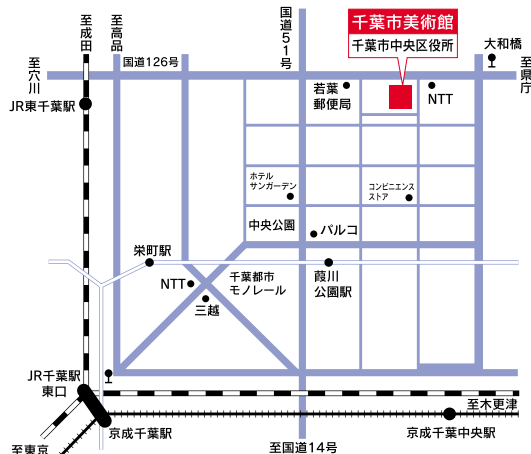 至成田
至高品
国道126号
国道51号
千葉市美術館
千葉市中央区役所
大和橋
至穴川
至県庁
JR東千葉駅
若葉
郵便局
NTT
ホテル
サンガーデン
コンビニエンス
ストア
中央公園
パルコ
栄町駅
NTT
千葉都市
モノレール
葭川
公園駅
三越
JR千葉駅
東口
至木更津
京成千葉駅
京成千葉中央駅
至東京
至国道14号